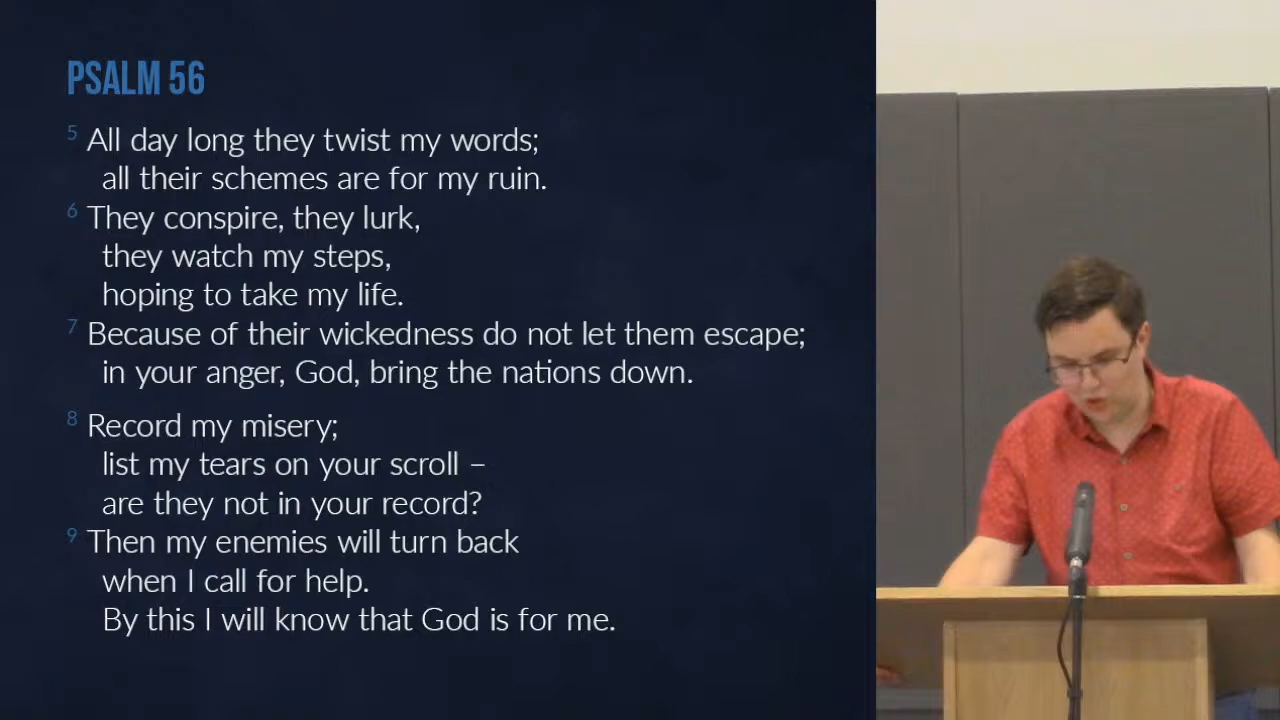 PSALM 56
5 All day long they twist my words;
all their schemes are for my ruin.
6 They conspire, they lurk,
they watch my steps,
hoping to take my life.
7 Because of their wickedness do not let them escape;
in your anger, God, bring the nations down.
8 Record my misery;
list my tears on your scroll –
are they not in your record?
9 Then my enemies will turn back
when I call for help.
By this I will know that God is for me.